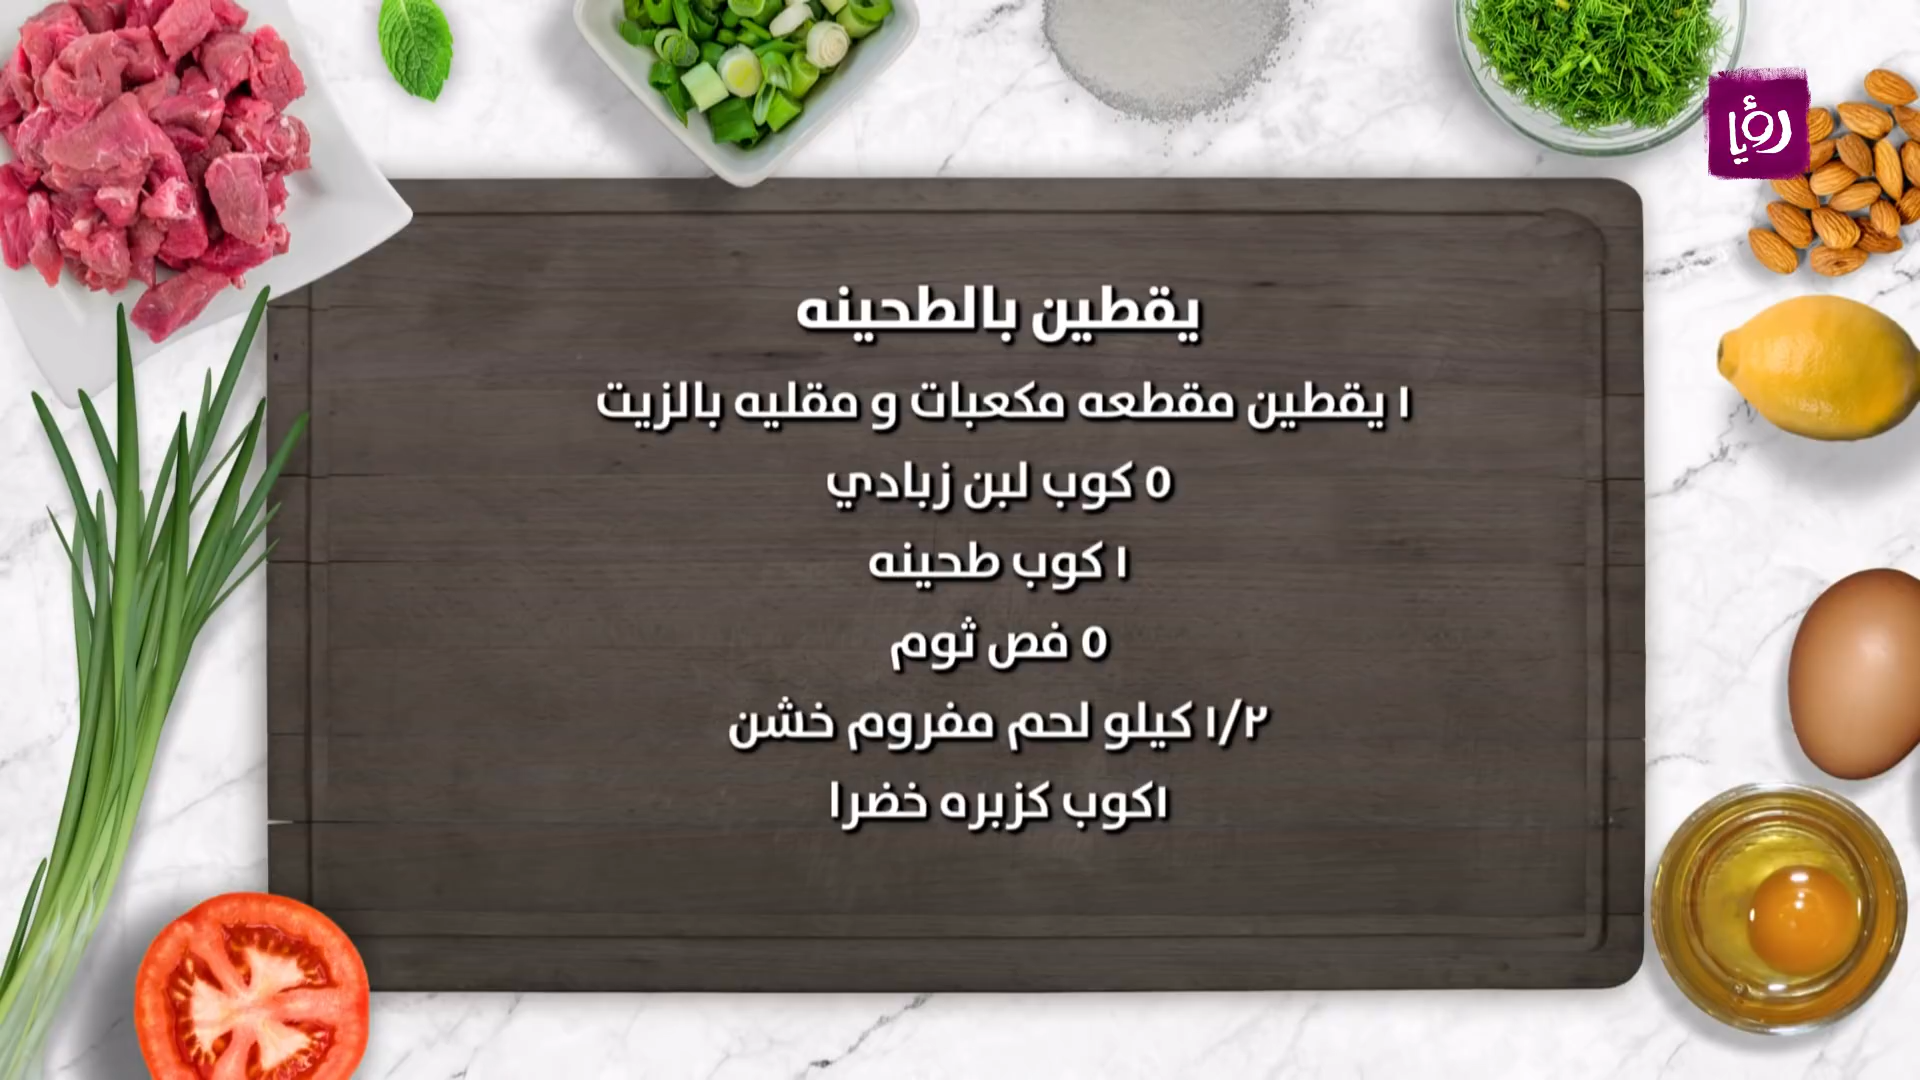 رؤيا
يقطين بالطحينه
١ يقطين مقطعه مكعبات و مقليه بالزيت
٥ كوب لبن زبادي
١ كوب طحينه
٥ فص ثوم
١/٢ كيلو لحم مفروم خشن
١كوب كزبره خضرا